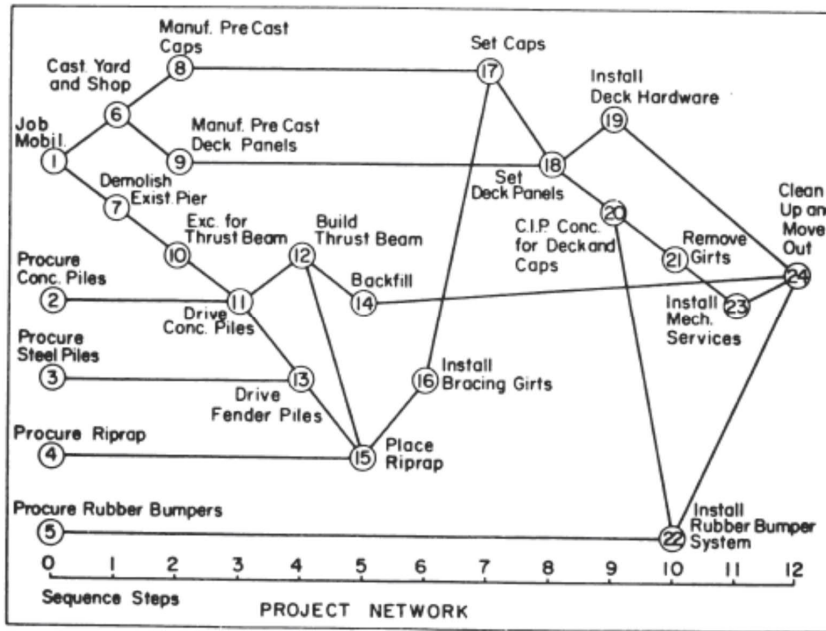 Manuf. Pre Cast
Caps
8
Set Caps
17
Install
Deck Hardware
19
Cast. Yard
and Shop
6
Job
Mobil.
1
Manuf. Pre Cast
Deck Panels
9
18
Set
Deck Panels
Demolish
Exist. Pier
7
Exc. for
Thrust Beam
10
Build
Thrust Beam
12
C.I.P. Conc.
for Deck and
Caps
20
Clean
Up and
Move
Out
24
Remove
Girts
21
Procure
Conc. Piles
2
11
Drive
Conc. Piles
Backfill
14
23
Install
Mech.
Services
Procure
Steel Piles
3
13
Drive
Fender Piles
16
Install
Bracing Girts
Procure Riprap
4
15
Place
Riprap
Procure Rubber Bumpers
5
22
Install
Rubber Bumper
System
0 1 2 3 4 5 6 7 8 9 10 11 12
Sequence Steps
PROJECT NETWORK